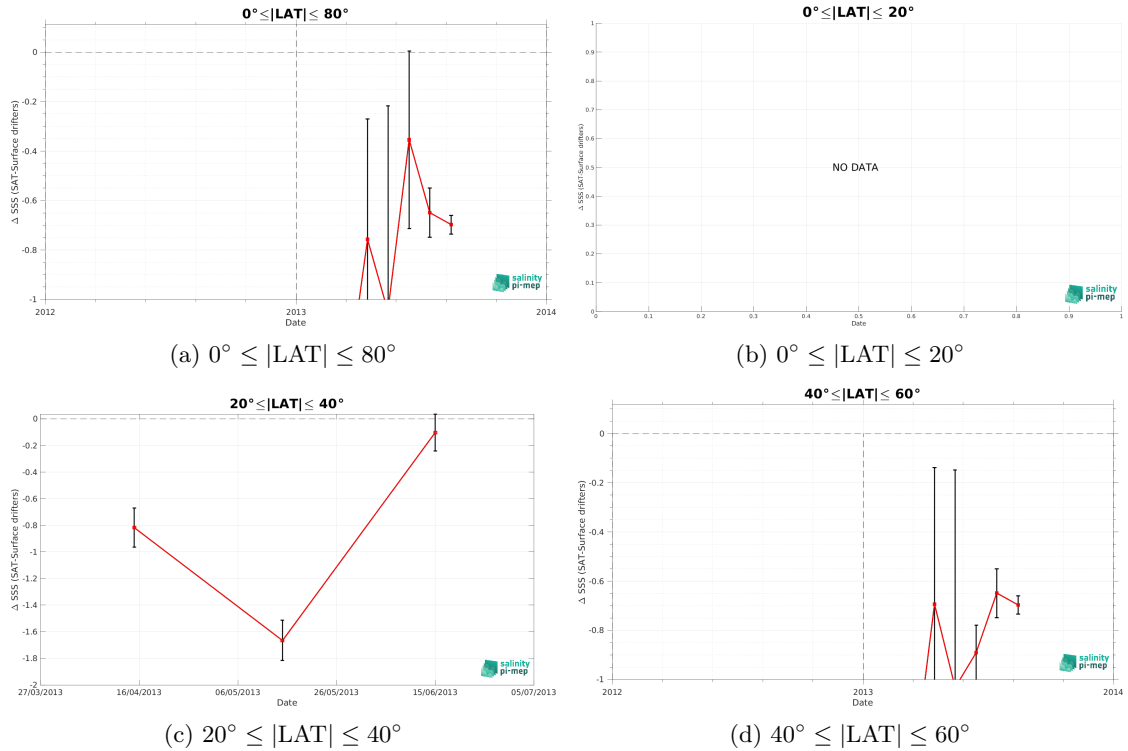 0°≤|LAT|≤ 80°
Δ SSS (SAT-Surface drifters)
0
-0.2
-0.4
-0.6
-0.8
-1
2012
2013
2014
Date
salinity
pi-mep
(a) 0° ≤ |LAT| ≤ 80°
0°≤|LAT|≤ 20°
Δ SSS (SAT-Surface drifters)
1
0.9
0.8
0.7
0.6
0.5
0.4
0.3
0.2
0.1
0
NO DATA
0
0.1
0.2
0.3
0.4
0.5
0.6
0.7
0.8
0.9
1
Date
salinity
pi-mep
(b) 0° ≤ |LAT| ≤ 20°
20°≤|LAT|≤ 40°
Δ SSS (SAT-Surface drifters)
0
-0.2
-0.4
-0.6
-0.8
-1
-1.2
-1.4
-1.6
-1.8
-2
27/03/2013
16/04/2013
06/05/2013
26/05/2013
15/06/2013
05/07/2013
Date
salinity
pi-mep
(c) 20° ≤ |LAT| ≤ 40°
40°≤|LAT|≤ 60°
Δ SSS (SAT-Surface drifters)
0
-0.2
-0.4
-0.6
-0.8
-1
2012
2013
2014
Date
salinity
pi-mep
(d) 40° ≤ |LAT| ≤ 60°